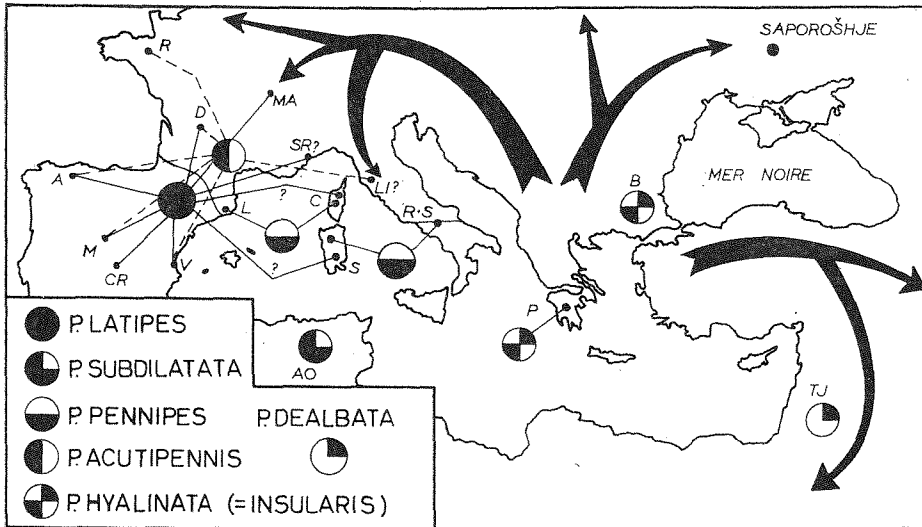 SAPOROŠHJE
R
MA
D
SR?
MER NOIRE
A
LI?
B
?
C
L
R·S
M
?
S
V
CR
P
P. LATIPES
P. SUBDILATATA
AO
TJ
P. PENNIPES
P. DEALBATA
P. ACUTIPENNIS
P. HYALINATA (=INSULARIS)